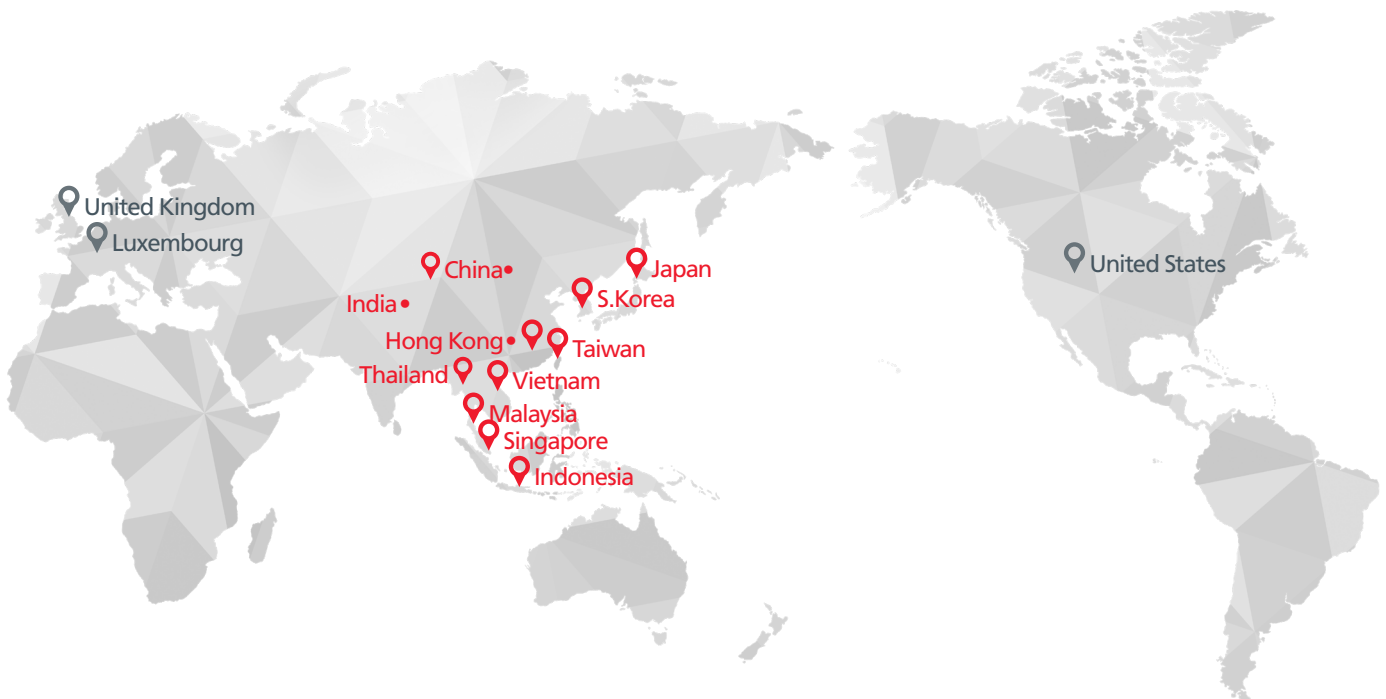 United Kingdom
Luxembourg
China•
Japan
United States
India•
S.Korea
Hong Kong•
Taiwan
Thailand
Vietnam
Malaysia
Singapore
Indonesia